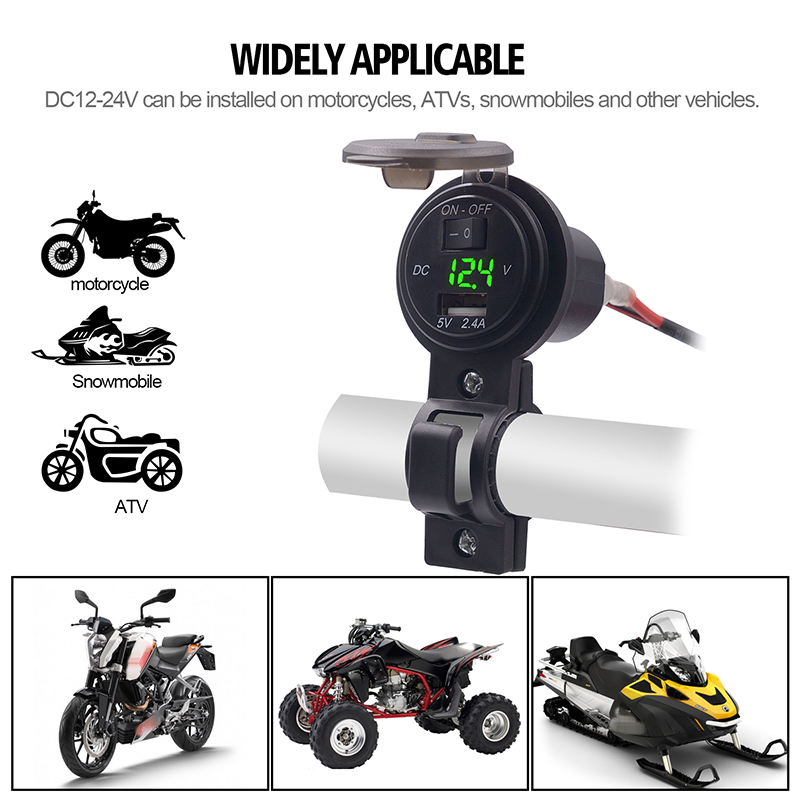 WIDELY APPLICABLE
DC12-24V can be installed on motorcycles, ATVs, snowmobiles and other vehicles.
ON - OFF
– O
DC 12.4 V
5V 2.4A
motorcycle
Snowmobile
ATV